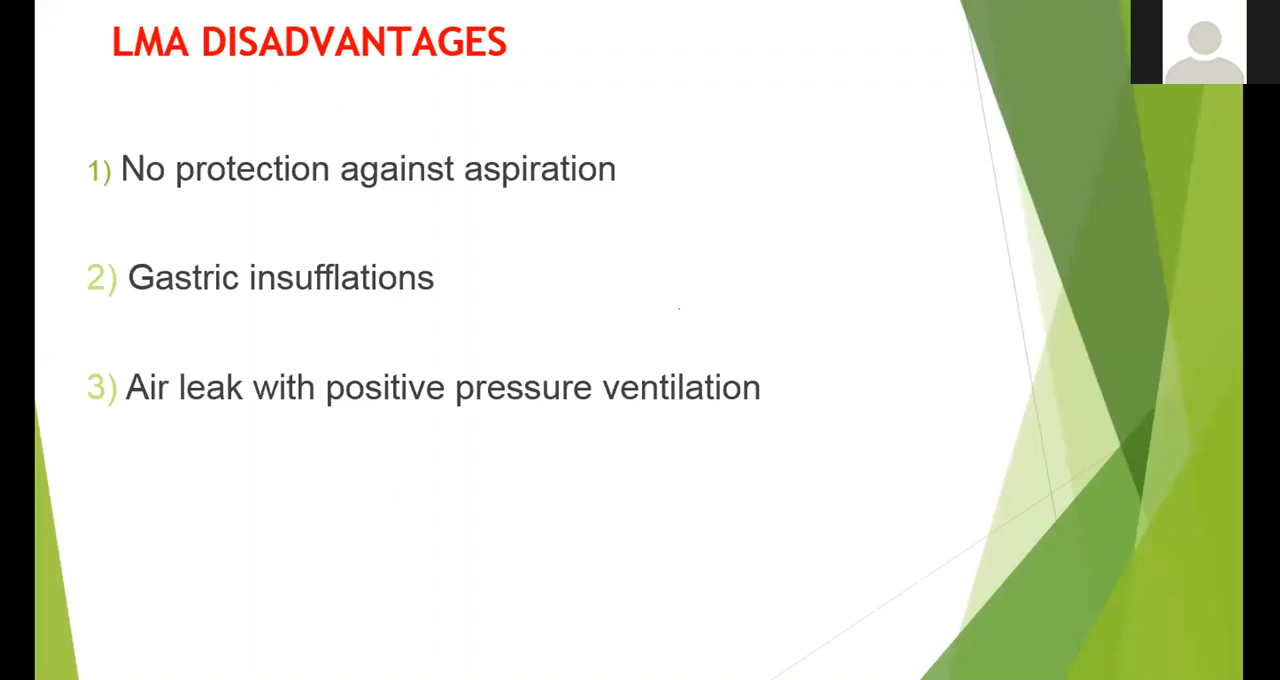 LMA DISADVANTAGES
1) No protection against aspiration
2) Gastric insufflations
3) Air leak with positive pressure ventilation